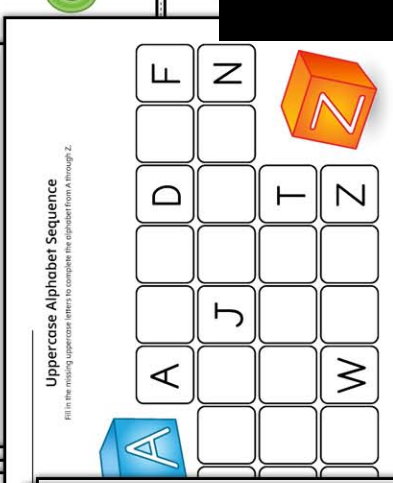 Uppercase Alphabet Sequence
Fill in the missing uppercase letters to complete the alphabet from A through Z.
A D F
J N
T
W Z
A
Z